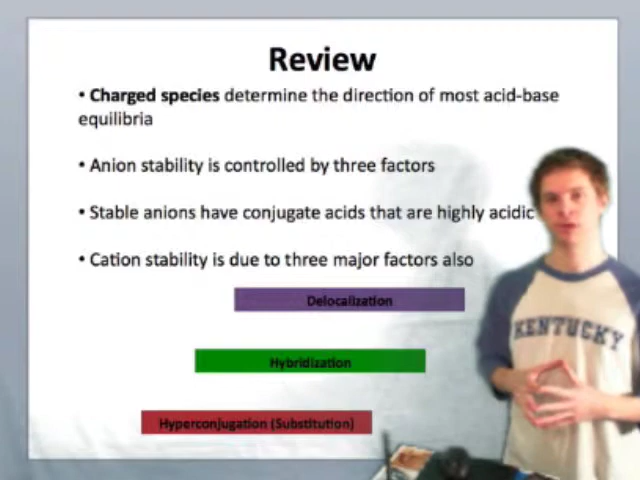 Review
• Charged species determine the direction of most acid-base
equilibria
• Anion stability is controlled by three factors
• Stable anions have conjugate acids that are highly acidic
• Cation stability is due to three major factors also
Delocalization
KENTUCKY
Hybridization
Hyperconjugation (Substitution)